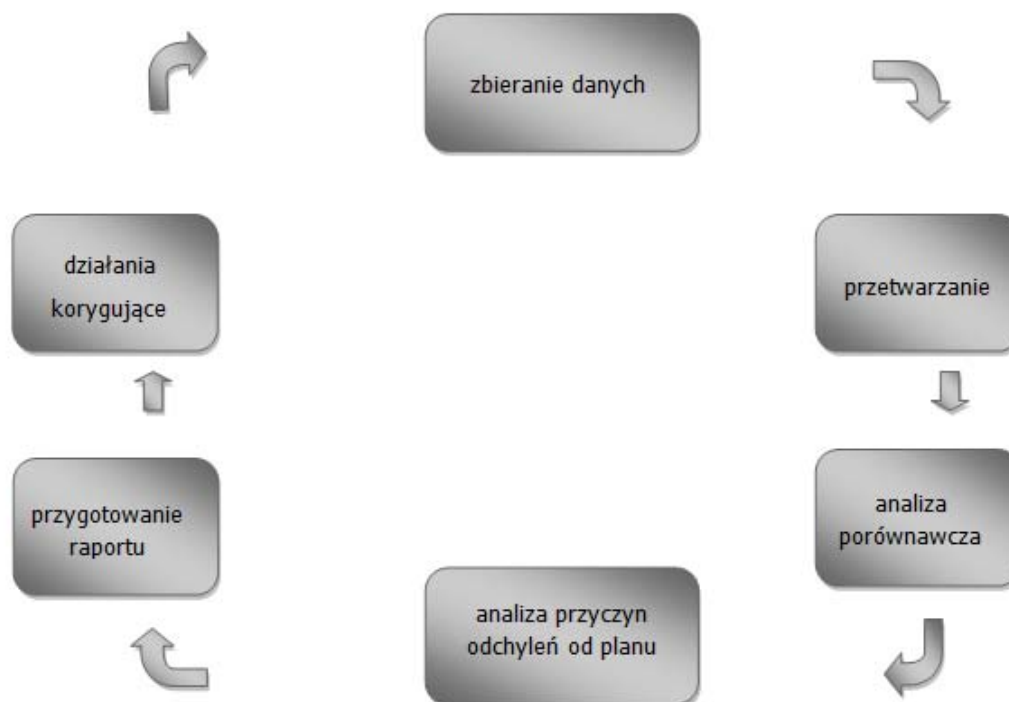 zbieranie danych
przetwarzanie
analiza
porównawcza
analiza przyczyn
odchyleń od planu
przygotowanie
raportu
działania
korygujące